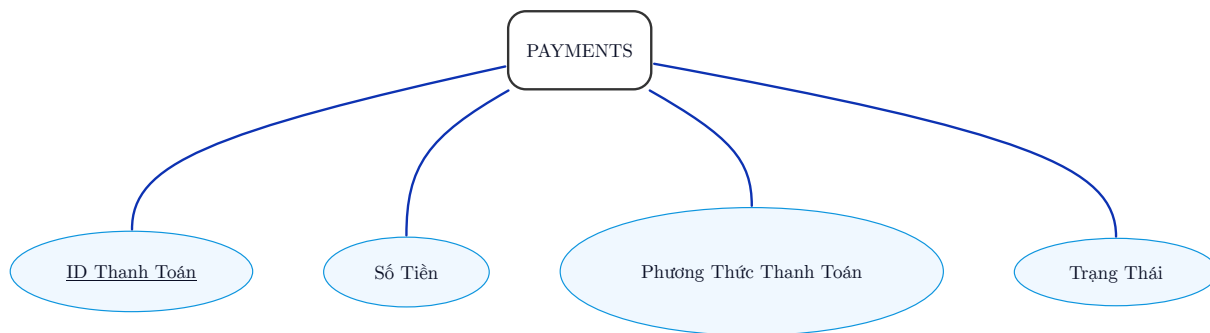 PAYMENTS
ID Thanh Toán
Số Tiền
Phương Thức Thanh Toán
Trạng Thái